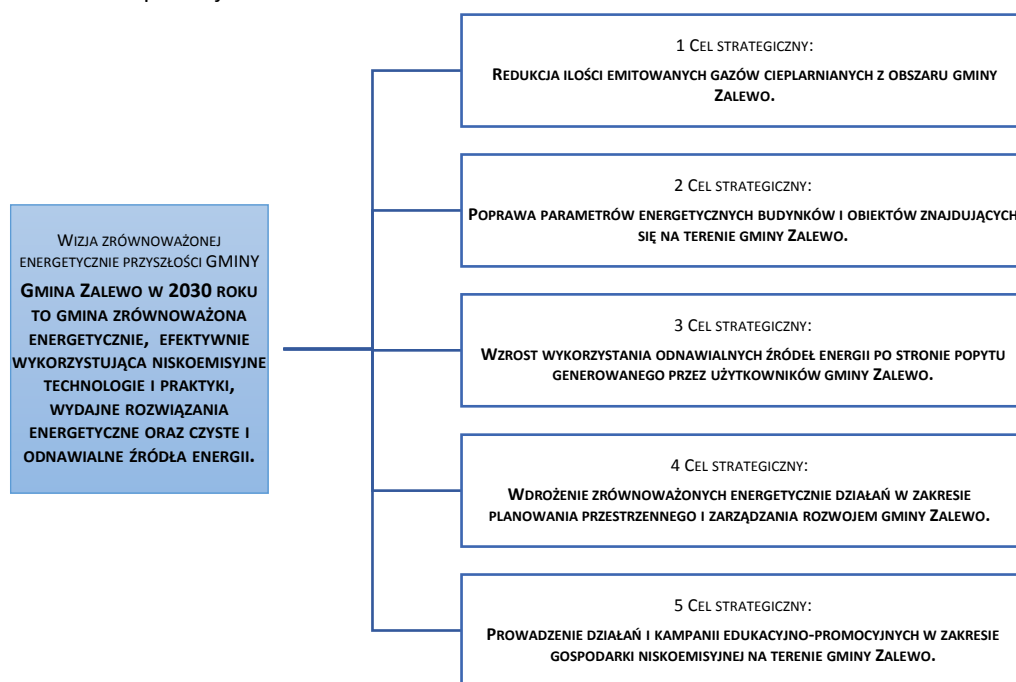 Wizja zrównoważonej
energetycznie przyszłości GMINY
Gmina Zalewo w 2030 roku
to gmina zrównoważona
energetycznie, efektywnie
wykorzystująca niskoemisyjne
technologie i praktyki,
wydajne rozwiązania
energetyczne oraz czyste i
odnawialne źródła energii.
1 Cel strategiczny:
Redukcja ilości emitowanych gazów cieplarnianych z obszaru gminy
Zalewo.
2 Cel strategiczny:
Poprawa parametrów energetycznych budynków i obiektów znajdujących
się na terenie gminy Zalewo.
3 Cel strategiczny:
Wzrost wykorzystania odnawialnych źródeł energii po stronie popytu
generowanego przez użytkowników gminy Zalewo.
4 Cel strategiczny:
Wdrożenie zrównoważonych energetycznie działań w zakresie
planowania przestrzennego i zarządzania rozwojem gminy Zalewo.
5 Cel strategiczny:
Prowadzenie działań i kampanii edukacyjno-promocyjnych w zakresie
gospodarki niskoemisyjnej na terenie gminy Zalewo.